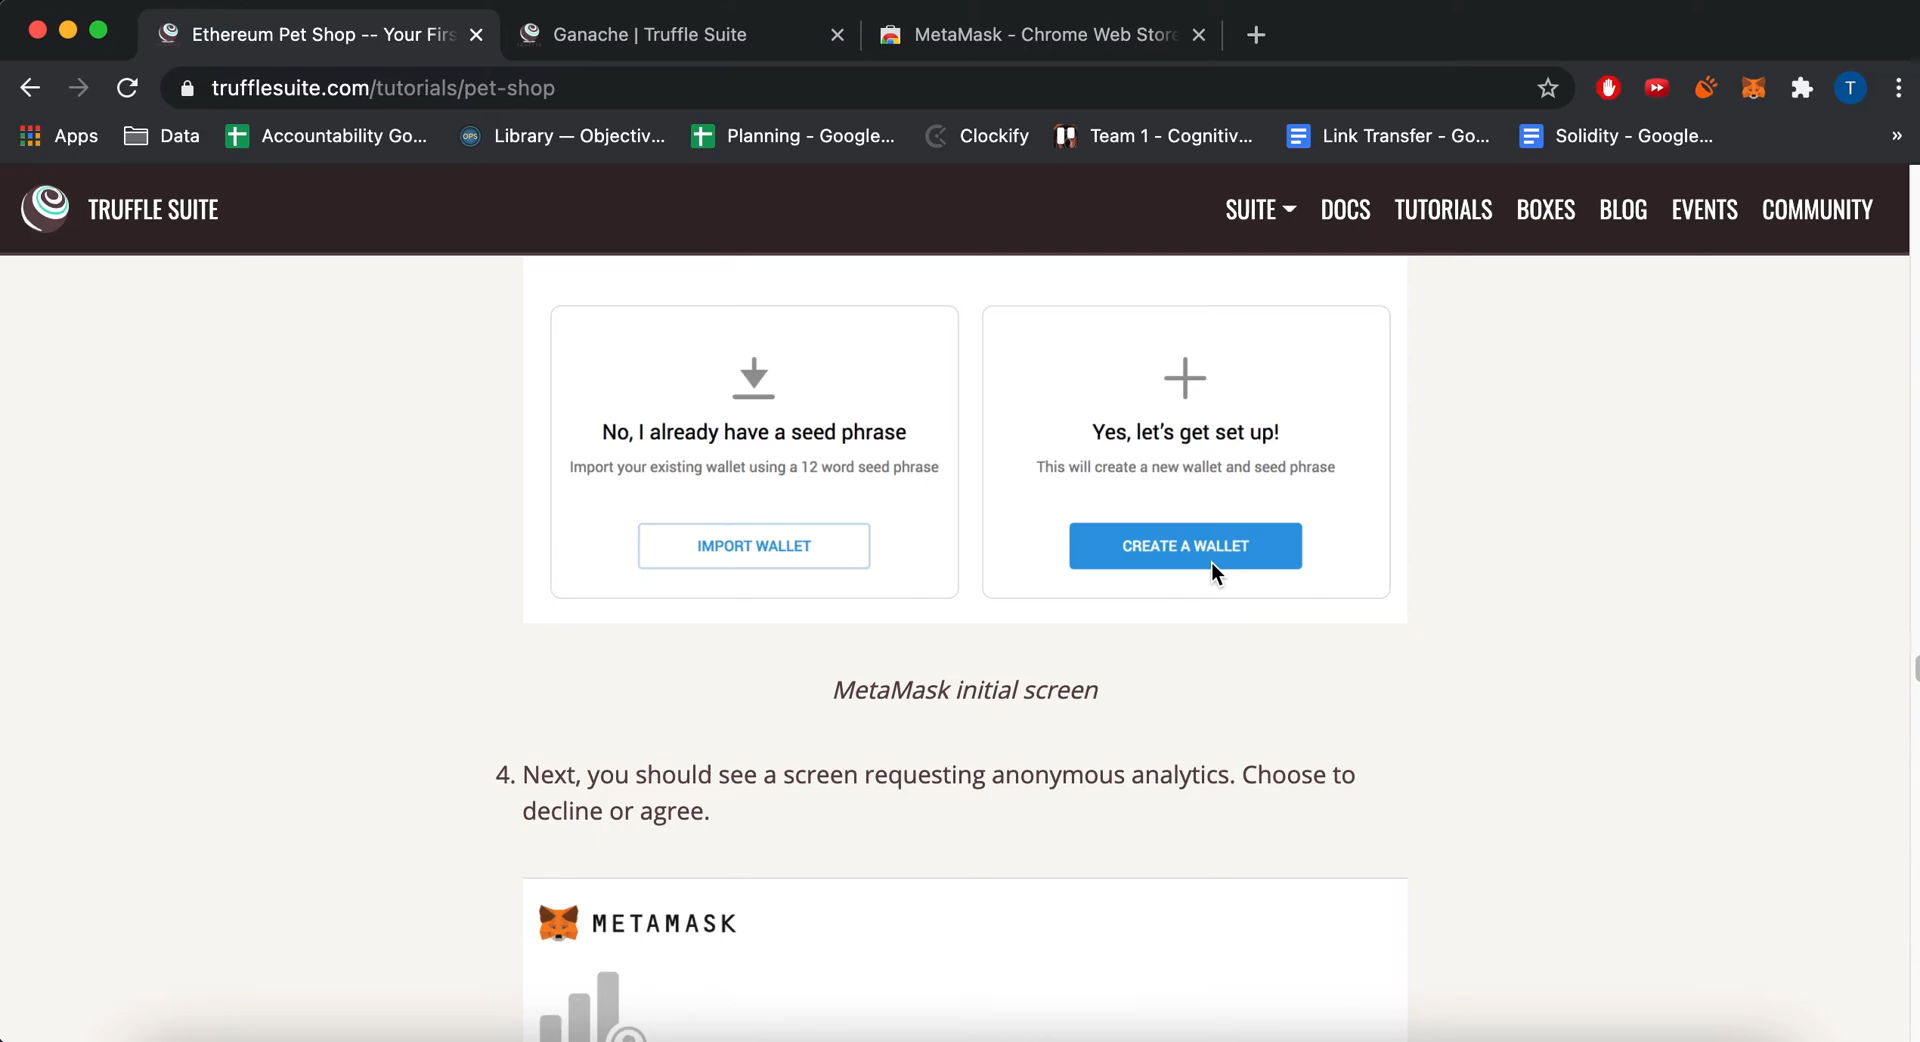 Ethereum Pet Shop -- Your Firs
Ganache | Truffle Suite
MetaMask - Chrome Web Store
trufflesuite.com/tutorials/pet-shop
T
Apps
Data
Accountability Go...
OPS
Library — Objectiv...
Planning - Google...
Clockify
Team 1 - Cognitiv...
Link Transfer - Go...
Solidity - Google...
»
TRUFFLE SUITE
SUITE
DOCS
TUTORIALS
BOXES
BLOG
EVENTS
COMMUNITY
No, I already have a seed phrase
Import your existing wallet using a 12 word seed phrase
IMPORT WALLET
Yes, let’s get set up!
This will create a new wallet and seed phrase
CREATE A WALLET
MetaMask initial screen
4. Next, you should see a screen requesting anonymous analytics. Choose to
decline or agree.
METAMASK